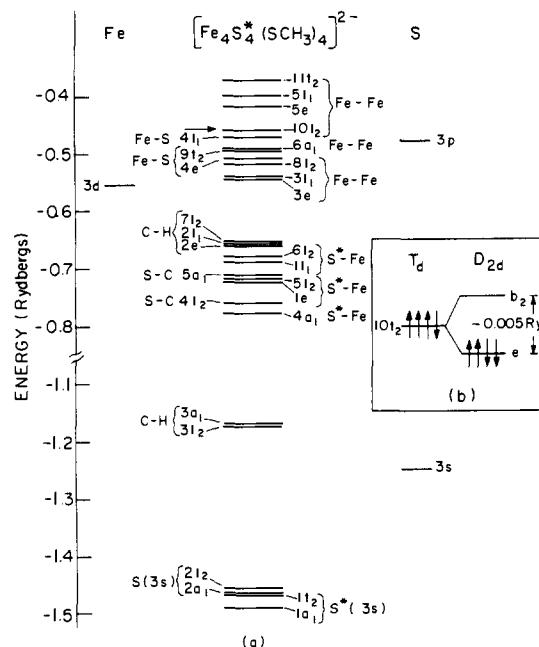 Fe [Fe4S4*(SCH3)4]2- S
ENERGY (Rydbergs)
-0.4
-0.5
-0.6
-0.7
-0.8
-1.1
-1.2
-1.3
-1.4
-1.5
3d
11t2
5t1
5e
Fe-Fe
10t2
Fe-S 4t1
6a1 Fe-Fe
Fe-S { 9t2
4e
8t2
3t1
3e
Fe-Fe
3p
C-H { 7t2
2t1
2e
6t2
1t1
S*-Fe
S-C 5a1
5t2
1e
S*-Fe
S-C 4t2
4a1 S*-Fe
C-H { 3a1
3t2
3s
S(3s) { 2t2
2a1
1t2
1a1
S*(3s)
(a)
Td D2d
b2
10t2
-0.005Ry
e
(b)